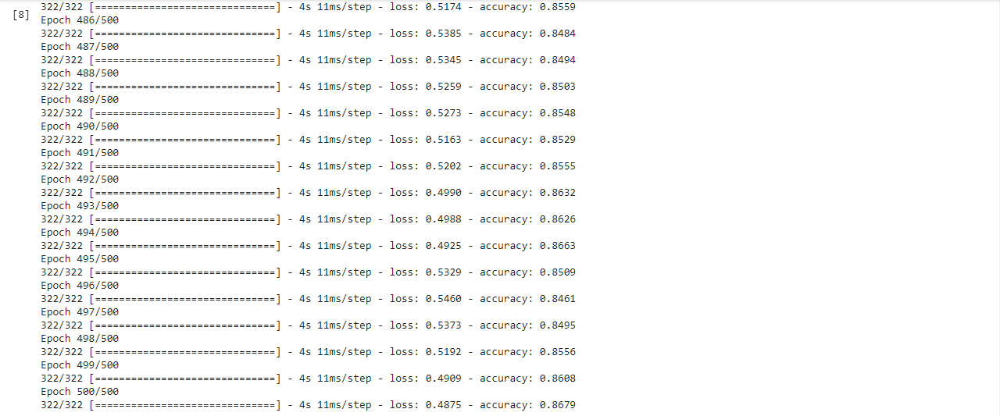 [8]
322/322 [==============================] - 4s 11ms/step - loss: 0.5174 - accuracy: 0.8559
Epoch 486/500
322/322 [==============================] - 4s 11ms/step - loss: 0.5385 - accuracy: 0.8484
Epoch 487/500
322/322 [==============================] - 4s 11ms/step - loss: 0.5345 - accuracy: 0.8494
Epoch 488/500
322/322 [==============================] - 4s 11ms/step - loss: 0.5259 - accuracy: 0.8503
Epoch 489/500
322/322 [==============================] - 4s 11ms/step - loss: 0.5273 - accuracy: 0.8548
Epoch 490/500
322/322 [==============================] - 4s 11ms/step - loss: 0.5163 - accuracy: 0.8529
Epoch 491/500
322/322 [==============================] - 4s 11ms/step - loss: 0.5202 - accuracy: 0.8555
Epoch 492/500
322/322 [==============================] - 4s 11ms/step - loss: 0.4990 - accuracy: 0.8632
Epoch 493/500
322/322 [==============================] - 4s 11ms/step - loss: 0.4988 - accuracy: 0.8626
Epoch 494/500
322/322 [==============================] - 4s 11ms/step - loss: 0.4925 - accuracy: 0.8663
Epoch 495/500
322/322 [==============================] - 4s 11ms/step - loss: 0.5329 - accuracy: 0.8509
Epoch 496/500
322/322 [==============================] - 4s 11ms/step - loss: 0.5460 - accuracy: 0.8461
Epoch 497/500
322/322 [==============================] - 4s 11ms/step - loss: 0.5373 - accuracy: 0.8495
Epoch 498/500
322/322 [==============================] - 4s 11ms/step - loss: 0.5192 - accuracy: 0.8556
Epoch 499/500
322/322 [==============================] - 4s 11ms/step - loss: 0.4909 - accuracy: 0.8608
Epoch 500/500
322/322 [==============================] - 4s 11ms/step - loss: 0.4875 - accuracy: 0.8679